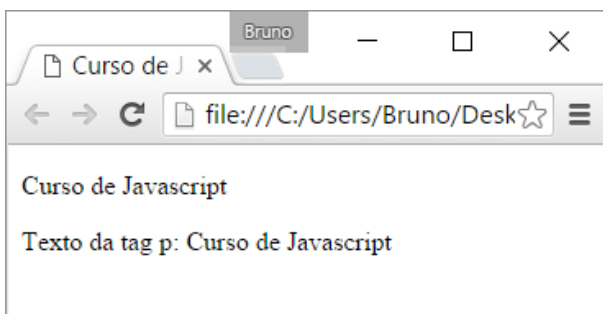 Bruno
Curso de J
file:///C:/Users/Bruno/Desk
Curso de Javascript
Texto da tag p: Curso de Javascript